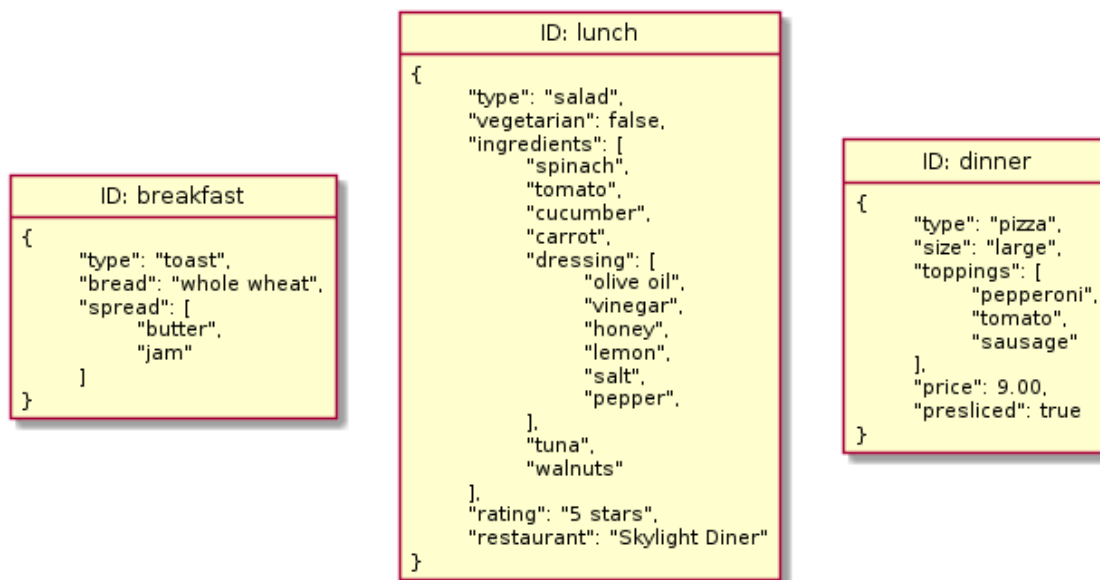 ID: breakfast
{
"type": "toast",
"bread": "whole wheat",
"spread": [
"butter",
"jam"
]
}
ID: lunch
{
"type": "salad",
"vegetarian": false,
"ingredients": [
"spinach",
"tomato",
"cucumber",
"carrot",
"dressing": [
"olive oil",
"vinegar",
"honey",
"lemon",
"salt",
"pepper",
],
"tuna",
"walnuts"
],
"rating": "5 stars",
"restaurant": "Skylight Diner"
}
ID: dinner
{
"type": "pizza",
"size": "large",
"toppings": [
"pepperoni",
"tomato",
"sausage"
],
"price": 9.00,
"presliced": true
}